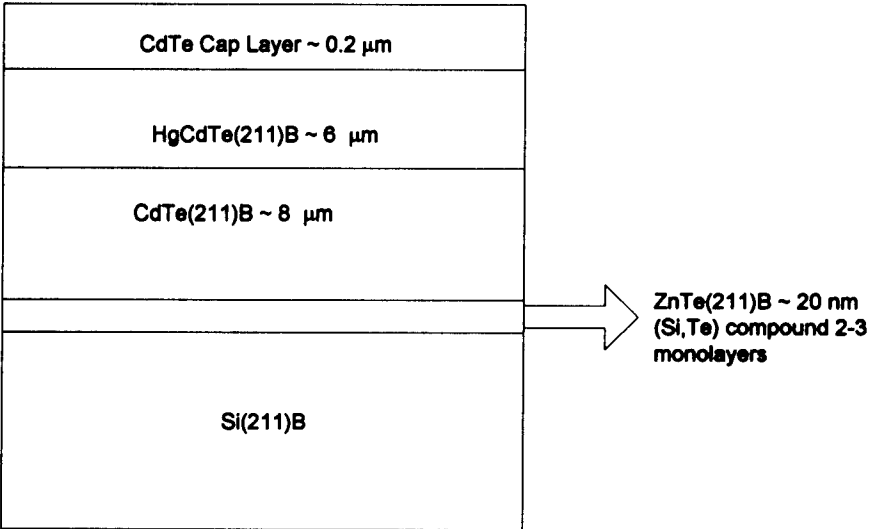 CdTe Cap Layer ~ 0.2 μm
HgCdTe(211)B ~ 6 μm
CdTe(211)B ~ 8 μm
ZnTe(211)B ~ 20 nm
(Si,Te) compound 2-3
monolayers
Si(211)B